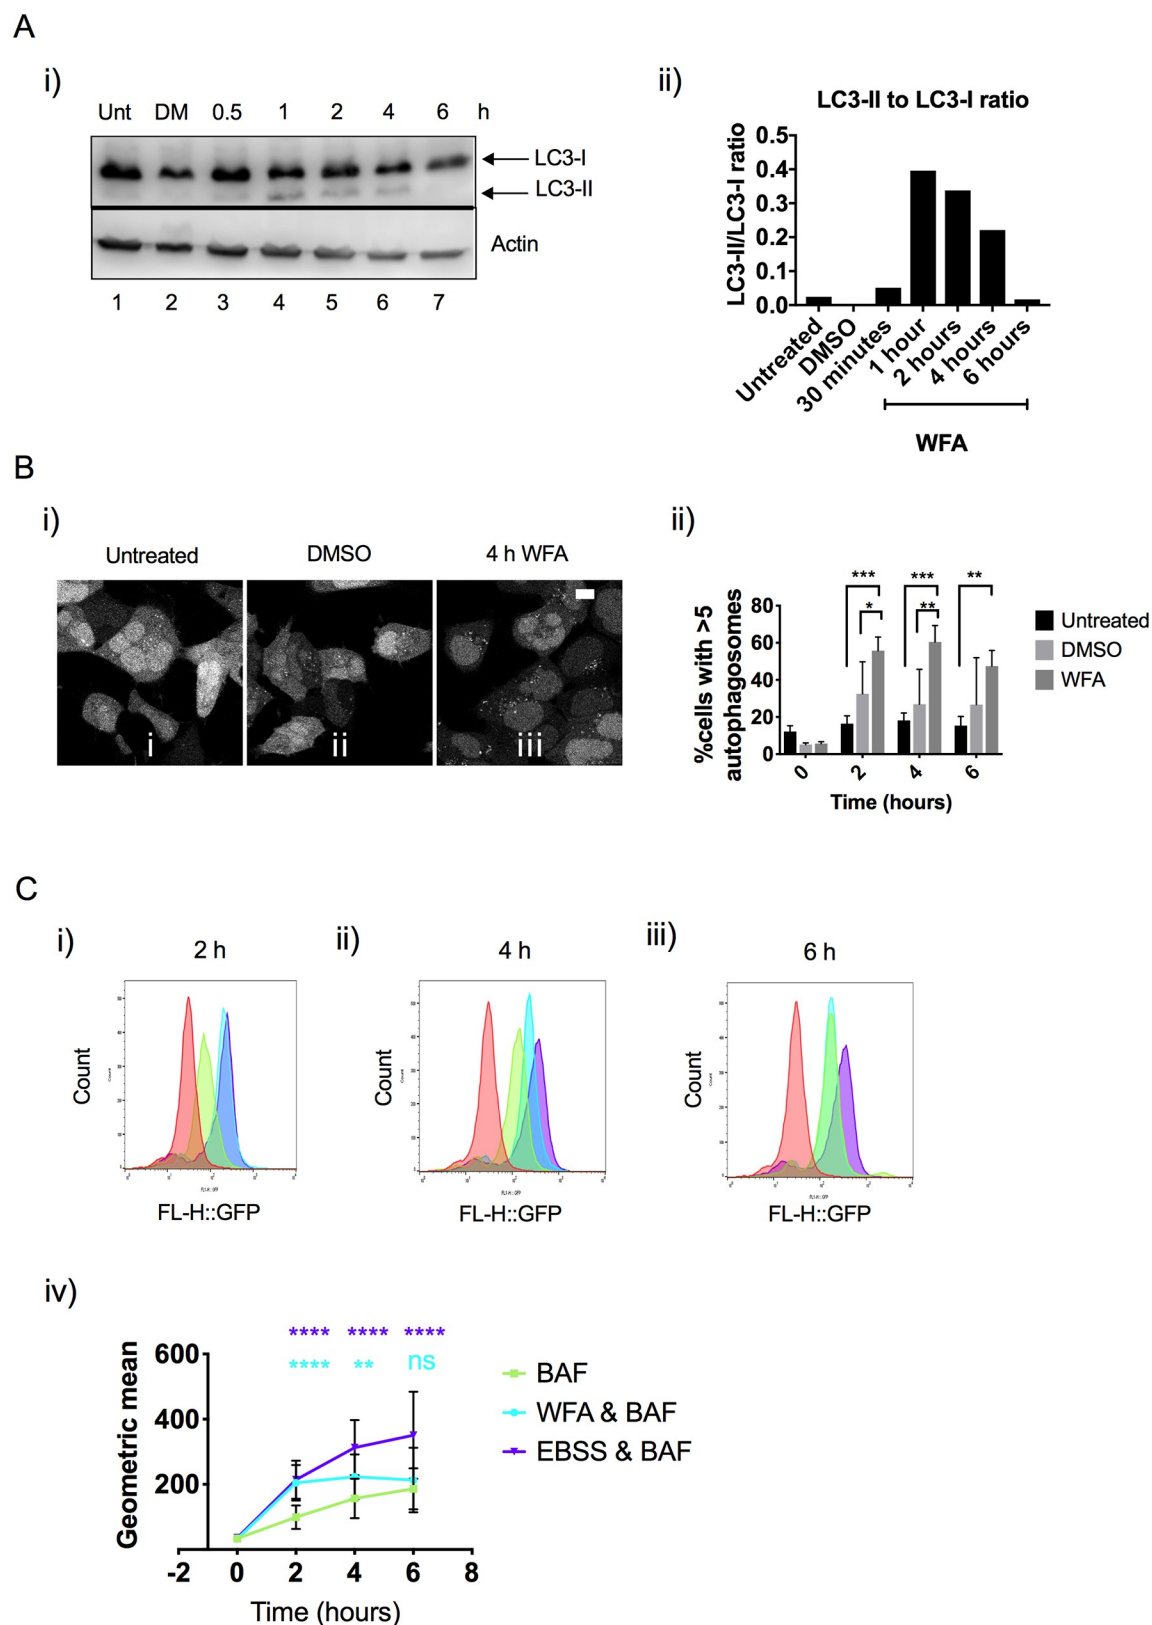 A
i)
Unt DM 0.5 1 2 4 6 h
LC3-I
LC3-II
Actin
1 2 3 4 5 6 7
ii)
LC3-II to LC3-I ratio
LC3-II/LC3-I ratio
0.5
0.4
0.3
0.2
0.1
0.0
Untreated
DMSO
30 minutes
1 hour
2 hours
4 hours
6 hours
WFA
B
i)
Untreated DMSO 4 h WFA
i ii iii
ii)
%cells with >5
autophagosomes
80
60
40
20
0
*** *** **
* **
0 2 4 6
Time (hours)
Untreated
DMSO
WFA
C
i)
2 h
Count
FL-H::GFP
ii)
4 h
Count
FL-H::GFP
iii)
6 h
Count
FL-H::GFP
iv)
Geometric mean
600
400
200
**** **** ****
**** ** ns
-2 0 2 4 6 8
Time (hours)
BAF
WFA & BAF
EBSS & BAF